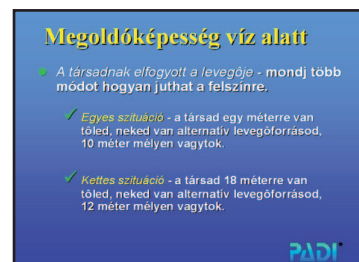 Megoldóképesség víz alatt
A társadnak elfogyott a levegője - mondj több
módot hogyan juthat a felszínre.
Egyes szituáció - a társad egy méterre van
tőled, neked van alternatív levegőforrásod,
10 méter mélyen vagytok.
Kettes szituáció - a társad 18 méterre van
tőled, neked van alternatív levegőforrásod,
12 méter mélyen vagytok.
PADI